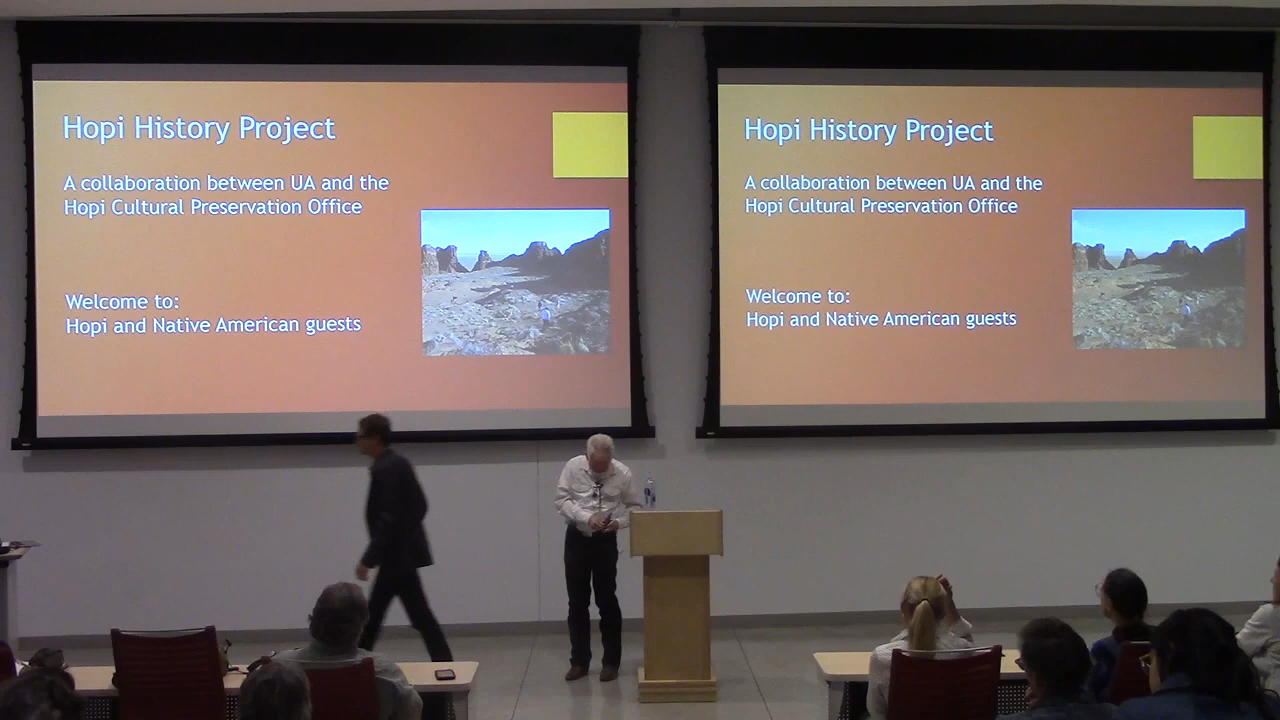 Hopi History Project
A collaboration between UA and the
Hopi Cultural Preservation Office
Welcome to:
Hopi and Native American guests
Hopi History Project
A collaboration between UA and the
Hopi Cultural Preservation Office
Welcome to:
Hopi and Native American guests